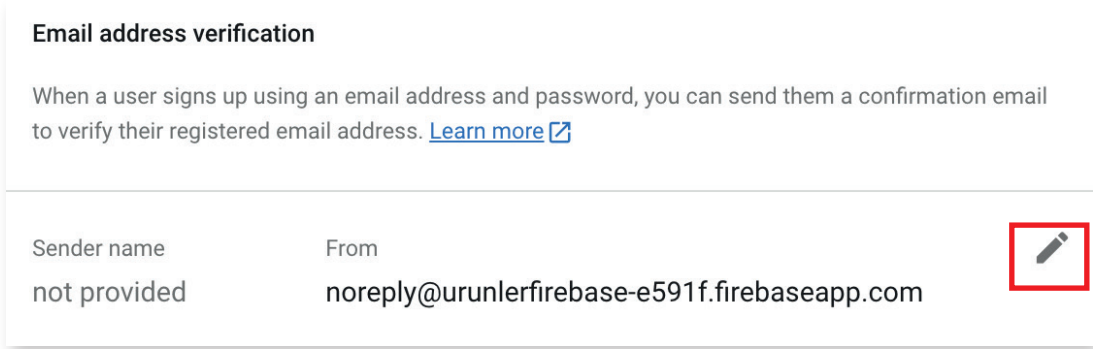 Email address verification
When a user signs up using an email address and password, you can send them a confirmation email
to verify their registered email address. Learn more
Sender name
From
not provided
noreply@urunlerfirebase-e591f.firebaseapp.com